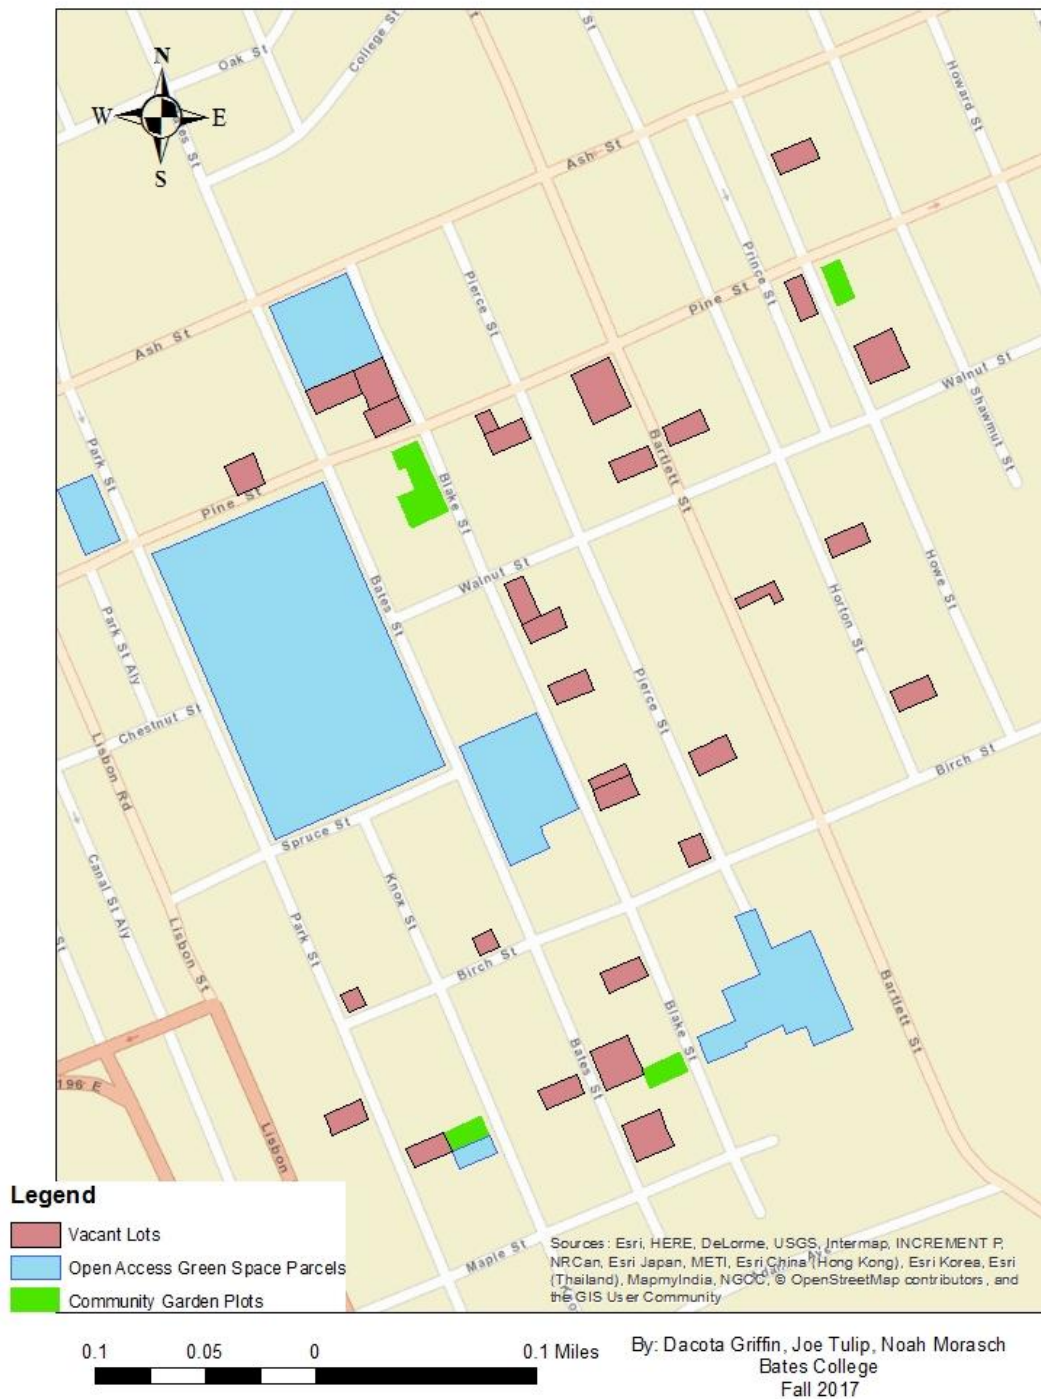 N
W
E
S
Oak St
College St
Ash St
Howard St
Pierce St
Prince St
Pine St
Ash St
Walnut St
Shawmut St
Park St
Pine St
Blake St
Bartlett St
Walnut St
Bates St
Howe St
Horton St
Park St Aly
Pierce St
Chestnut St
Lisbon Rd
Birch St
Spruce St
Knox St
Canal St Aly
Park St
Lisbon St
Birch St
Blake St
Bartlett St
Bates St
196 E
Lisbon
Maple St
Legend
Vacant Lots
Open Access Green Space Parcels
Community Garden Plots
Sources: Esri, HERE, DeLorme, USGS, Intermap, INCREMENT P,
NRCan, Esri Japan, METI, Esri China (Hong Kong), Esri Korea, Esri
(Thailand), MapmyIndia, NGCC, © OpenStreetMap contributors, and
the GIS User Community
0.1 0.05 0 0.1 Miles
By: Dacota Griffin, Joe Tulip, Noah Morasch
Bates College
Fall 2017